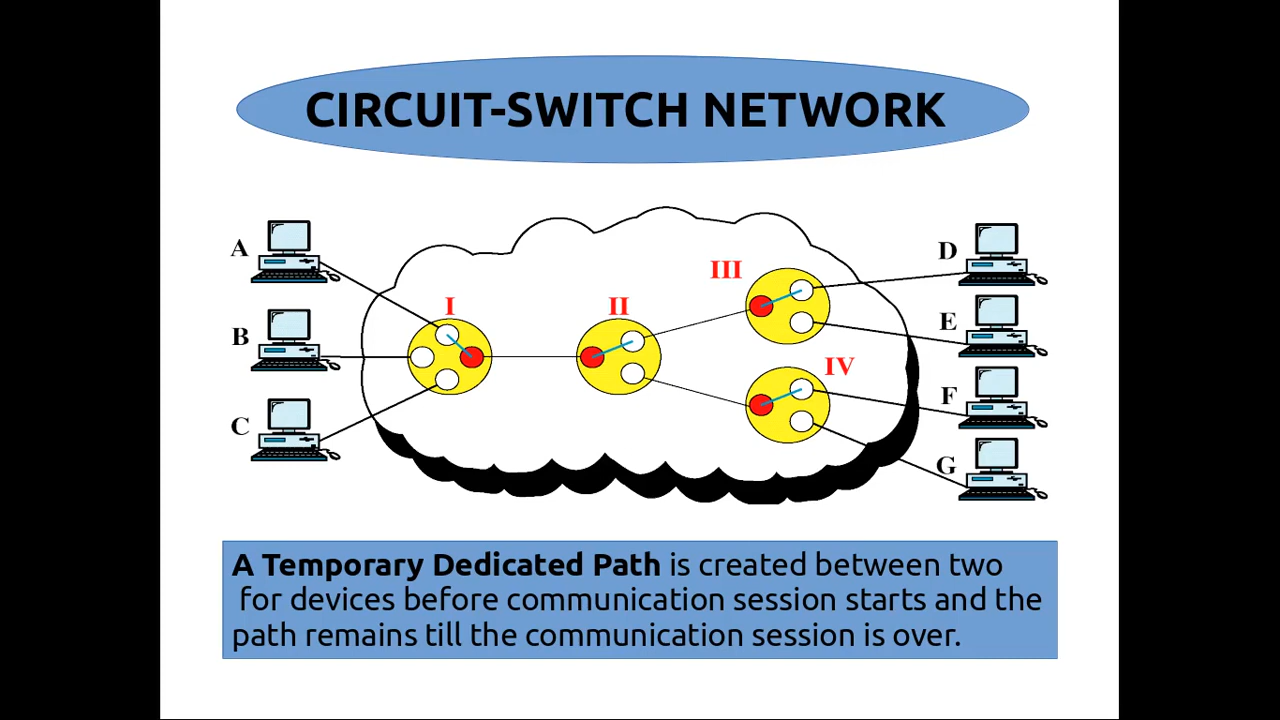 CIRCUIT-SWITCH NETWORK
A
B
C
I
II
III
IV
D
E
F
G
A Temporary Dedicated Path is created between two
for devices before communication session starts and the
path remains till the communication session is over.